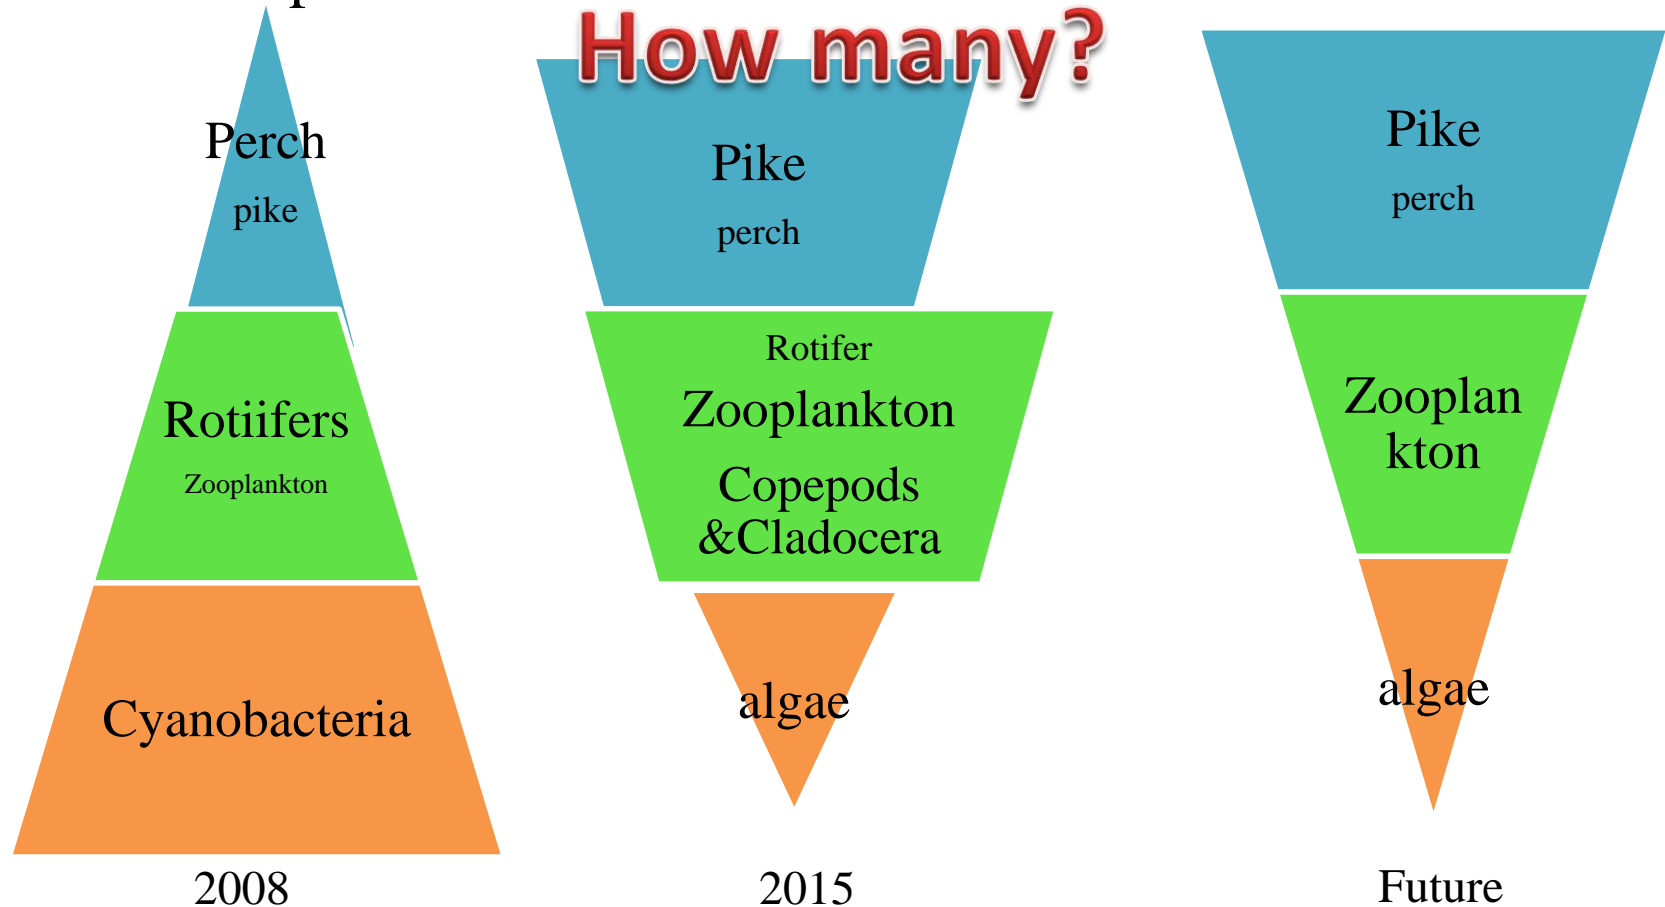 How many?
Perch
pike
Rotiifers
Zooplankton
Cyanobacteria
2008
Pike
perch
Rotifer
Zooplankton
Copepods
&Cladocera
algae
2015
Pike
perch
Zooplan
kton
algae
Future